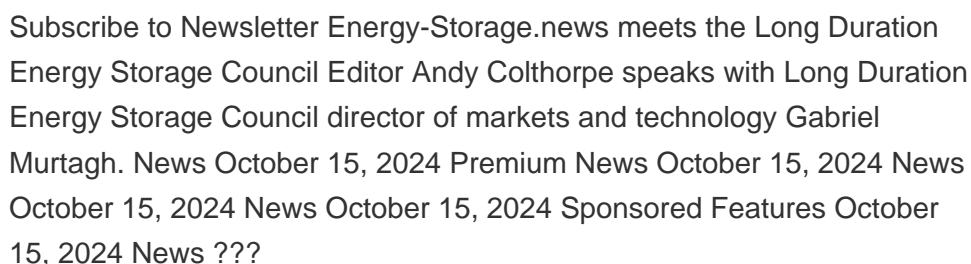 Subscribe to Newsletter Energy-Storage.news meets the Long Duration
Energy Storage Council Editor Andy Colthorpe speaks with Long Duration
Energy Storage Council director of markets and technology Gabriel
Murtagh. News October 15, 2024 Premium News October 15, 2024 News
October 15, 2024 News October 15, 2024 Sponsored Features October
15, 2024 News ???